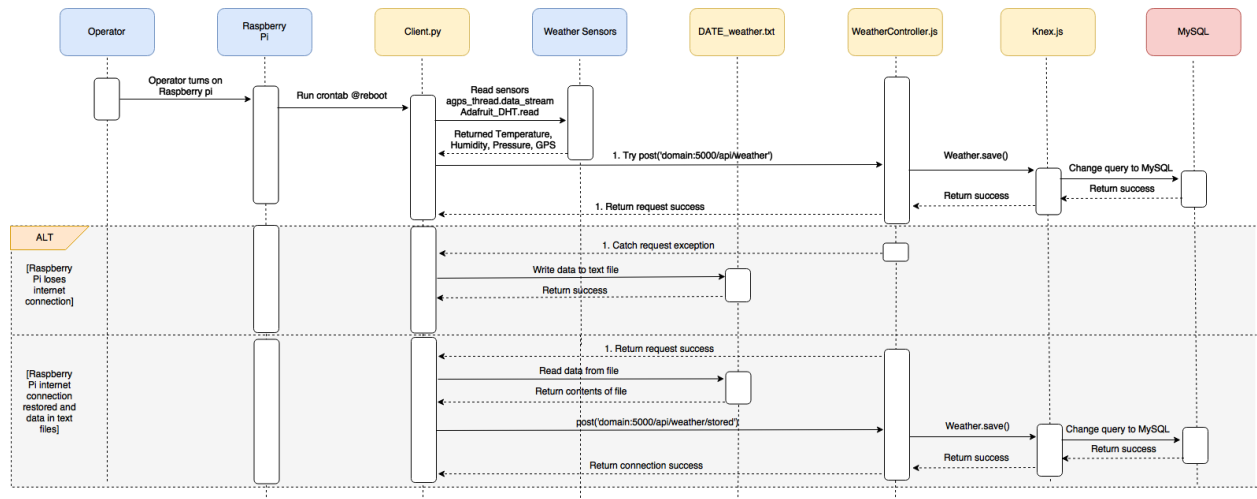 Operator
Raspberry
Pi
Client.py
Weather Sensors
DATE_weather.txt
WeatherController.js
Knex.js
MySQL
Operator turns on
Raspberry pi
Run crontab @reboot
Read sensors
agps_thread.data_stream
Adafruit_DHT.read
Returned Temperature,
Humidity, Pressure, GPS
1. Try post('domain:5000/api/weather')
Weather.save()
Change query to MySQL
Return success
Return success
1. Return request success
ALT
[Raspberry
Pi loses
internet
connection]
1. Catch request exception
Write data to text file
Return success
[Raspberry
Pi internet
connection
restored and
data in text
files]
1. Return request success
Read data from file
Return contents of file
post('domain:5000/api/weather/stored')
Weather.save()
Change query to MySQL
Return success
Return success
Return connection success